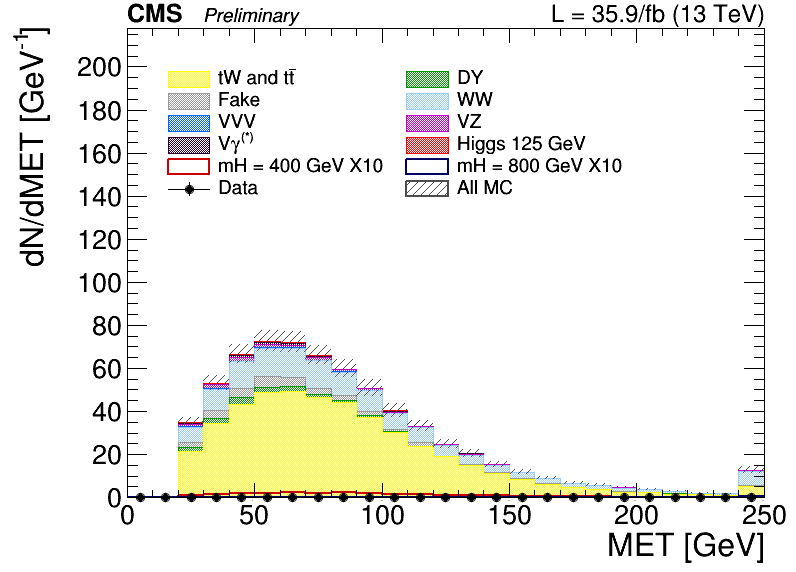 CMS Preliminary L = 35.9/fb (13 TeV)
dN/dMET [GeV⁻¹]
200
180
160
140
120
100
80
60
40
20
0
tW and tt̄ DY
Fake WW
VVV VZ
Vγ⁽*⁾ Higgs 125 GeV
mH = 400 GeV X10 mH = 800 GeV X10
Data All MC
0 50 100 150 200 250
MET [GeV]